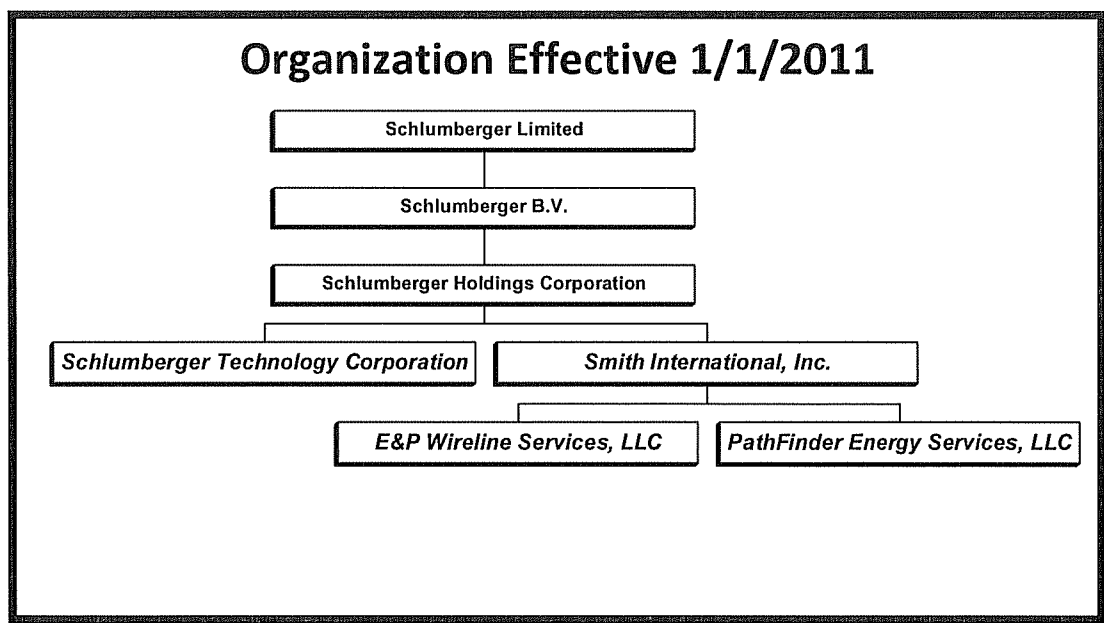 Organization Effective 1/1/2011
Schlumberger Limited
Schlumberger B.V.
Schlumberger Holdings Corporation
Schlumberger Technology Corporation
Smith International, Inc.
E&P Wireline Services, LLC
PathFinder Energy Services, LLC